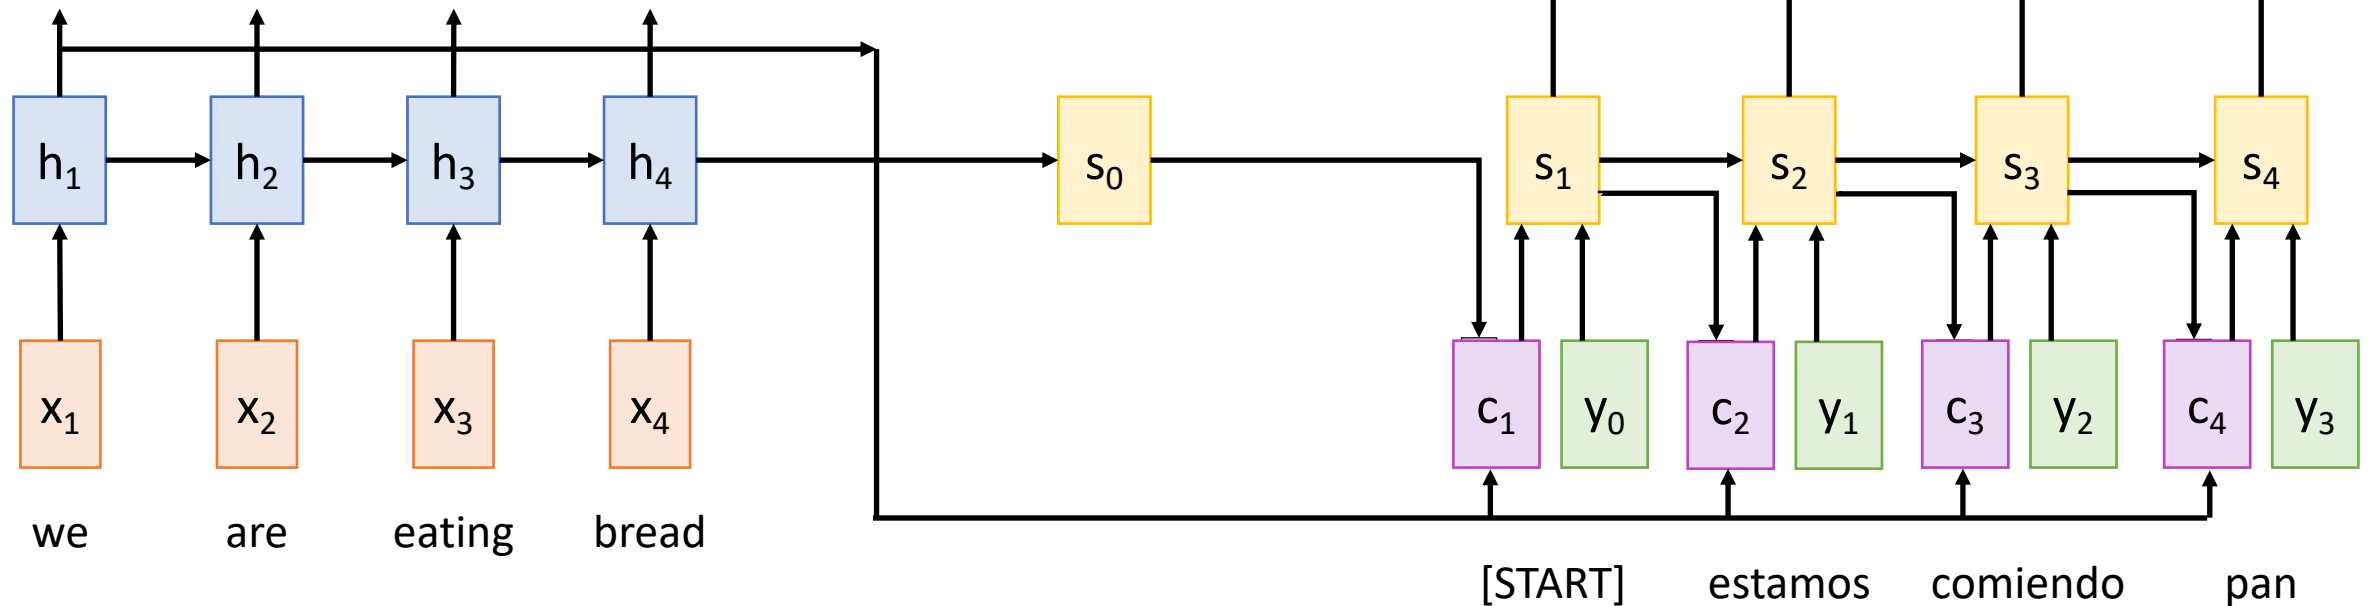 h₁ h₂ h₃ h₄ s₀ s₁ s₂ s₃ s₄
x₁ x₂ x₃ x₄ c₁ y₀ c₂ y₁ c₃ y₂ c₄ y₃
we are eating bread
[START] estamos comiendo pan